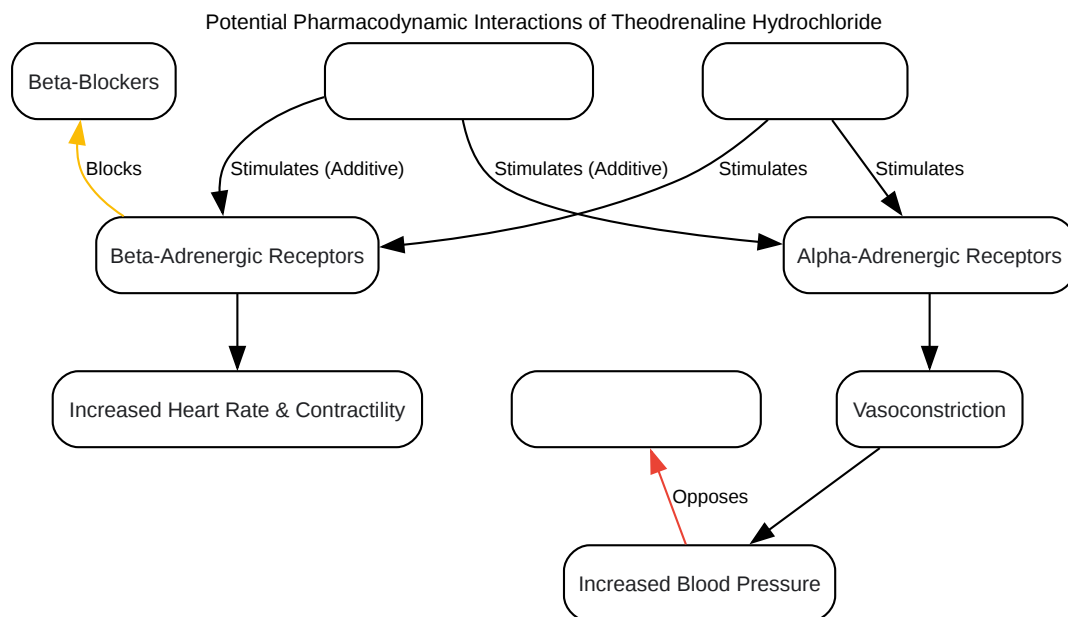 Potential Pharmacodynamic Interactions of Theodrenaline Hydrochloride
Beta-Blockers
Blocks
Stimulates (Additive)
Stimulates (Additive)
Stimulates
Stimulates
Beta-Adrenergic Receptors
Alpha-Adrenergic Receptors
Increased Heart Rate & Contractility
Vasoconstriction
Opposes
Increased Blood Pressure